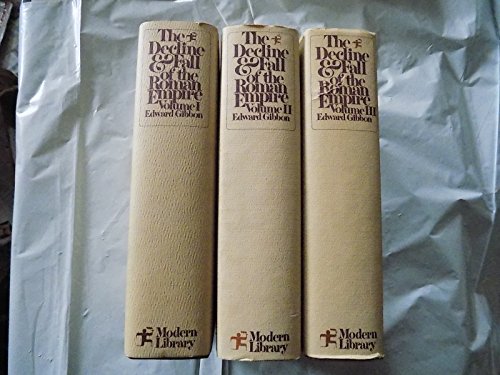 The
Decline
& Fall
of the
Roman
Empire
Volume I
Edward Gibbon
Modern
Library
The
Decline
& Fall
of the
Roman
Empire
Volume II
Edward Gibbon
Modern
Library
The
Decline
& Fall
of the
Roman
Empire
Volume III
Edward Gibbon
Modern
Library